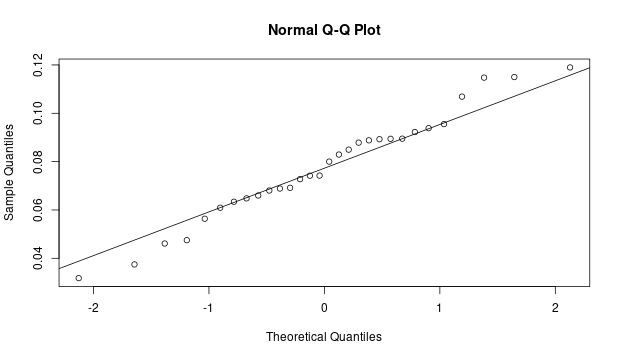 Normal Q-Q Plot
Sample Quantiles
0.12
0.10
0.08
0.06
0.04
-2 -1 0 1 2
Theoretical Quantiles